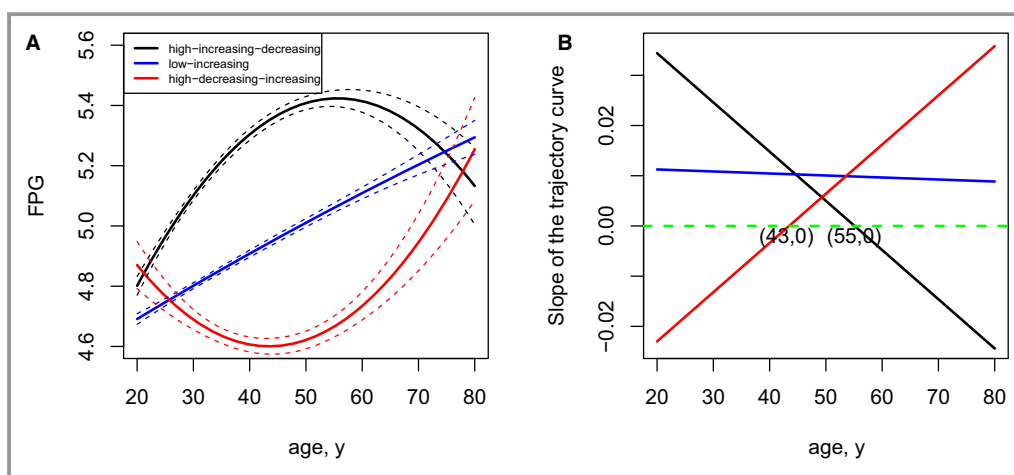 A
high−increasing−decreasing
low−increasing
high−decreasing−increasing
FPG
5.6
5.4
5.2
5.0
4.8
4.6
20 30 40 50 60 70 80
age, y
B
Slope of the trajectory curve
0.02
0.00
−0.02
(43,0) (55,0)
20 30 40 50 60 70 80
age, y